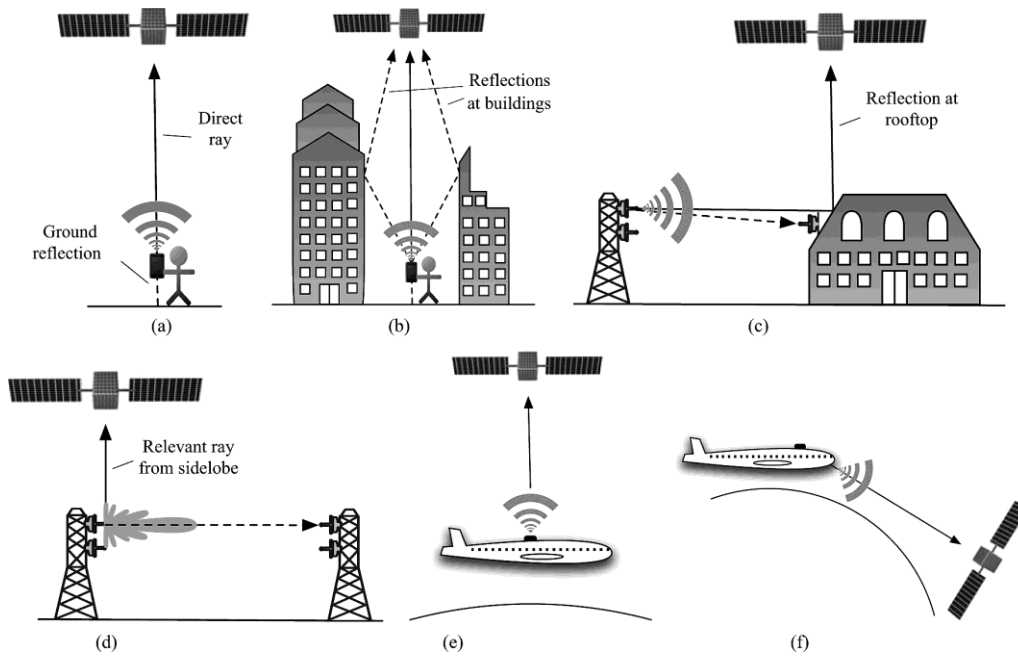 Direct
ray
Ground
reflection
(a)
Reflections
at buildings
(b)
Reflection at
rooftop
(c)
Relevant ray
from sidelobe
(d)
(e)
(f)